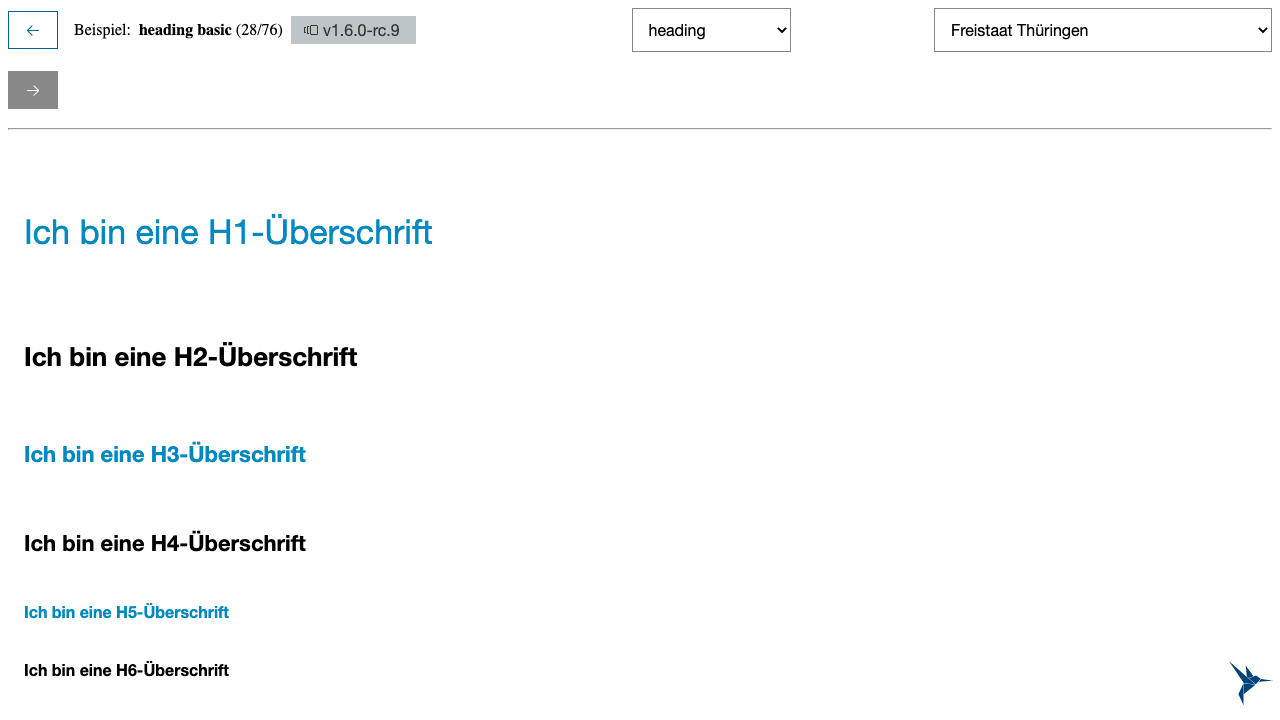 Beispiel: heading basic (28/76) v1.6.0-rc.9 heading Freistaat Thüringen
Ich bin eine H1-Überschrift
Ich bin eine H2-Überschrift
Ich bin eine H3-Überschrift
Ich bin eine H4-Überschrift
Ich bin eine H5-Überschrift
Ich bin eine H6-Überschrift